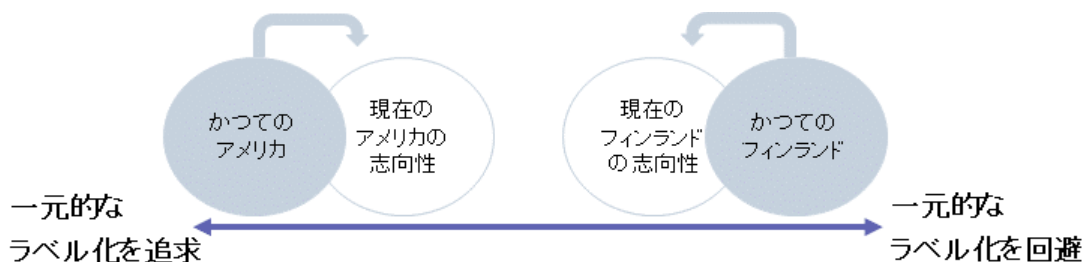 かつての
アメリカ
現在の
アメリカの
志向性
現在の
フィンランド
の志向性
かつての
フィンランド
一元的な
ラベル化を追求
一元的な
ラベル化を回避